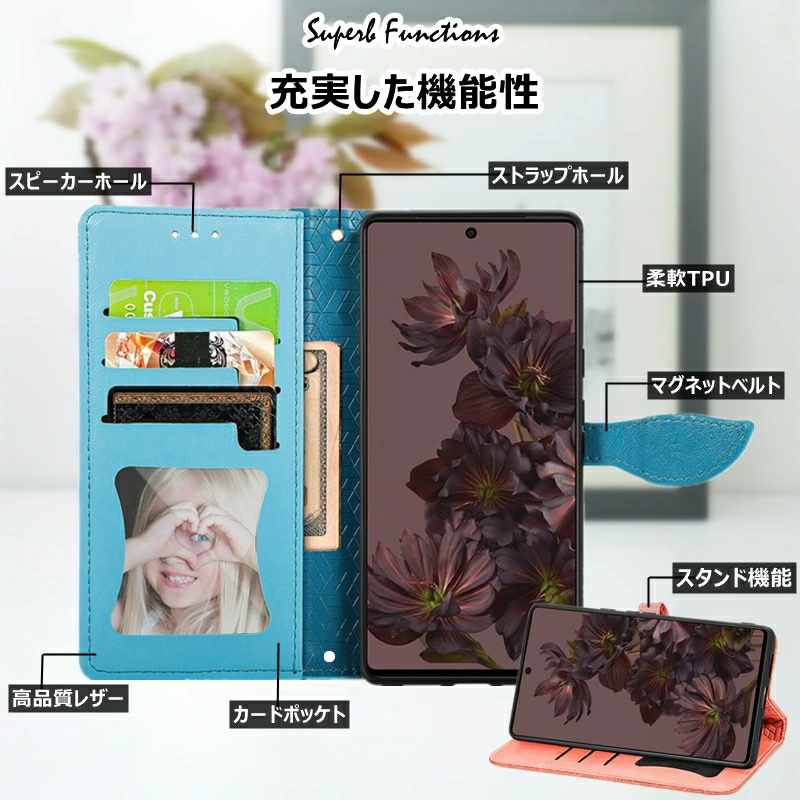 Superb Functions
充実した機能性
スピーカーホール
ストラップホール
柔軟TPU
マグネットベルト
スタンド機能
高品質レザー
カードポケット